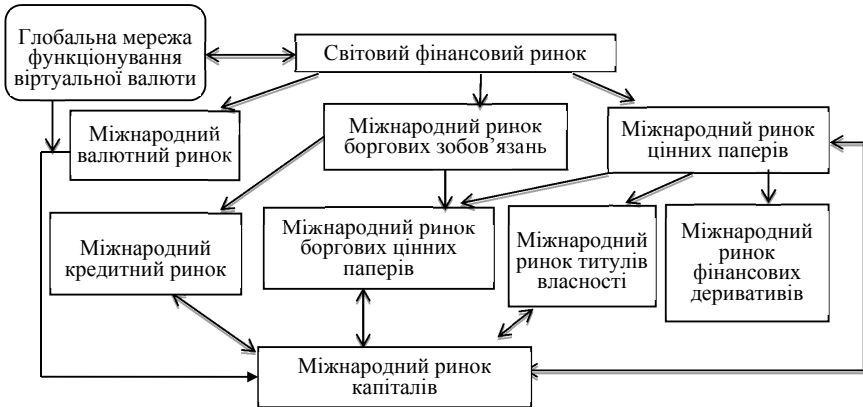 Глобальна мережа
функціонування
віртуальної валюти
Світовий фінансовий ринок
Міжнародний
валютний ринок
Міжнародний ринок
боргових зобов’язань
Міжнародний ринок
цінних паперів
Міжнародний
кредитний ринок
Міжнародний ринок
боргових цінних
паперів
Міжнародний
ринок титулів
власності
Міжнародний
ринок
фінансових
деривативів
Міжнародний ринок
капіталів